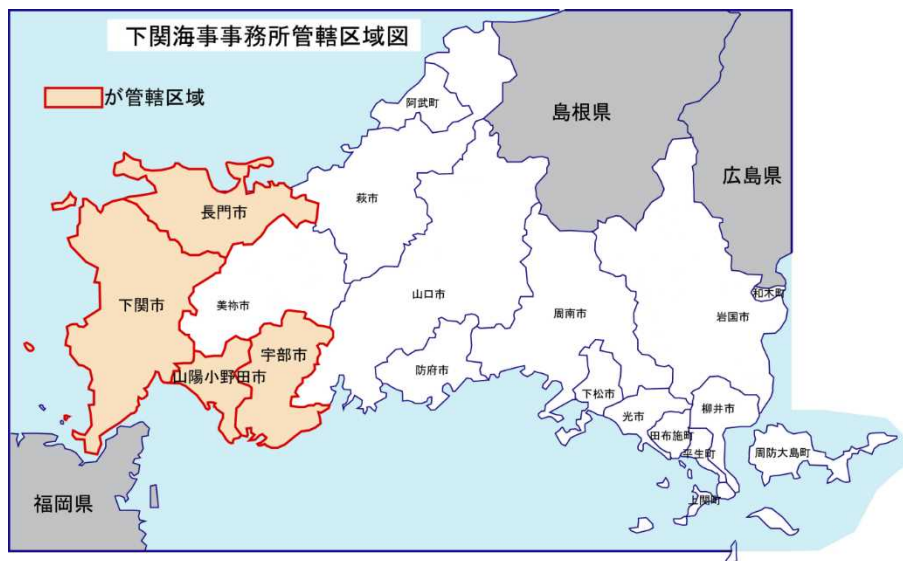 下関海事事務所管轄区域図
が管轄区域
阿武町
島根県
広島県
萩市
長門市
下関市
美祢市
山口市
周南市
和木町
岩国市
宇部市
山陽小野田市
防府市
下松市
光市
柳井市
田布施町
平生町
周防大島町
上関町
福岡県